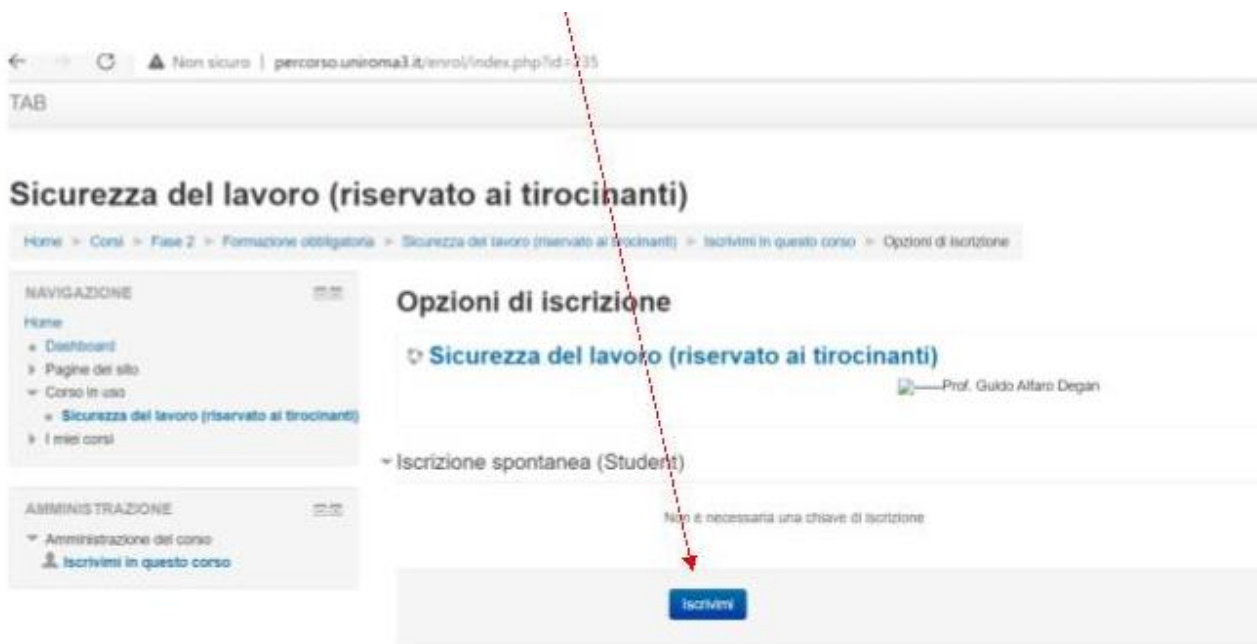 Non sicuro | percorso.uniroma3.it/enrol/index.php?id=235
TAB
Sicurezza del lavoro (riservato ai tirocinanti)
Home Corsi Fase 2 Formazione obbligatoria Sicurezza del lavoro (riservato ai tirocinanti) Iscrivimi in questo corso Opzioni di iscrizione
NAVIGAZIONE
Home
Dashboard
Pagine del sito
Corso in uso
Sicurezza del lavoro (riservato ai tirocinanti)
I miei corsi
AMMINISTRAZIONE
Amministrazione del corso
Iscrivimi in questo corso
Opzioni di iscrizione
Sicurezza del lavoro (riservato ai tirocinanti)
Prof. Guido Alfaro Degan
Iscrizione spontanea (Student)
Non è necessaria una chiave di iscrizione
Iscrivimi